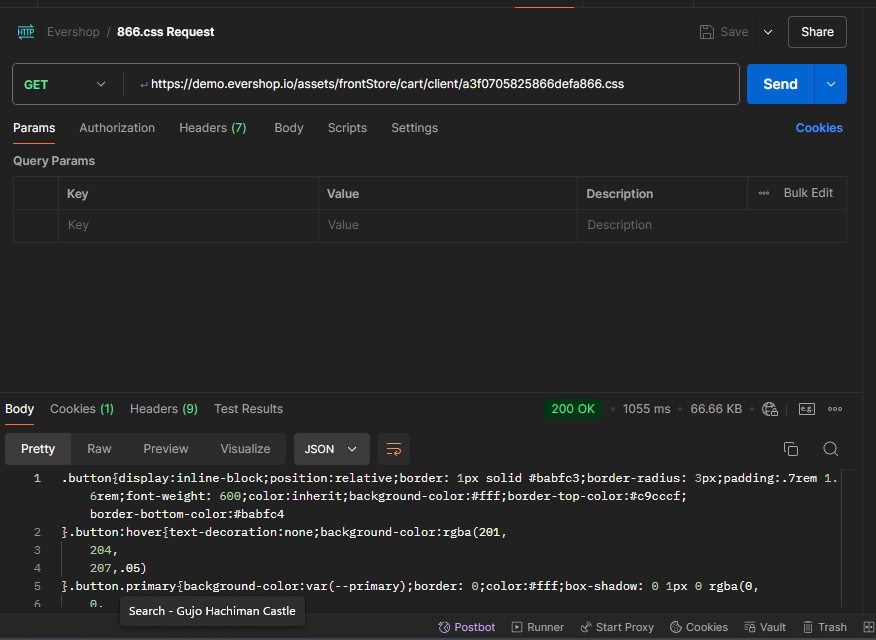 HTTP Evershop / 866.css Request Save Share
GET ↵ https://demo.evershop.io/assets/frontStore/cart/client/a3f0705825866defa866.css Send
Params Authorization Headers (7) Body Scripts Settings Cookies
Query Params
Key Value Description ••• Bulk Edit
Key Value Description
Body Cookies (1) Headers (9) Test Results 200 OK • 1055 ms • 66.66 KB • e.g. •••
Pretty Raw Preview Visualize JSON
1 .button{display:inline-block;position:relative;border: 1px solid #babfc3;border-radius: 3px;padding:.7rem 1.
6rem;font-weight: 600;color:inherit;background-color:#fff;border-top-color:#c9cccf;
border-bottom-color:#babfc4
2 }.button:hover{text-decoration:none;background-color:rgba(201,
3 204,
4 207,.05)
5 }.button.primary{background-color:var(--primary);border: 0;color:#fff;box-shadow: 0 1px 0 rgba(0,
6 0,
Search - Gujo Hachiman Castle
Postbot Runner Start Proxy Cookies Vault Trash